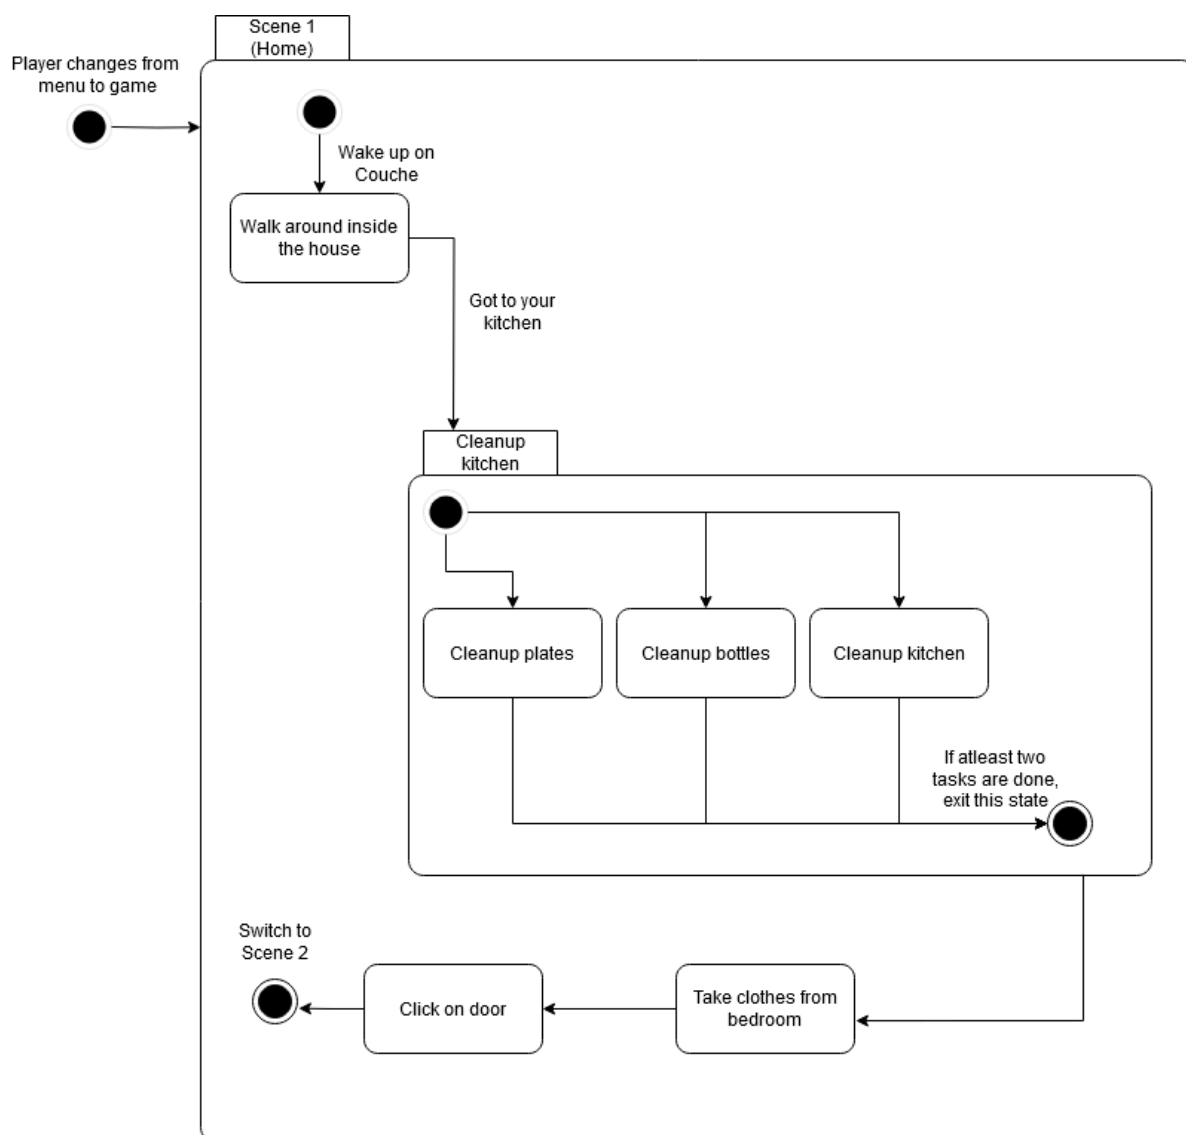 Scene 1
(Home)
Player changes from
menu to game
Wake up on
Couche
Walk around inside
the house
Got to your
kitchen
Cleanup
kitchen
Cleanup plates
Cleanup bottles
Cleanup kitchen
If atleast two
tasks are done,
exit this state
Switch to
Scene 2
Click on door
Take clothes from
bedroom